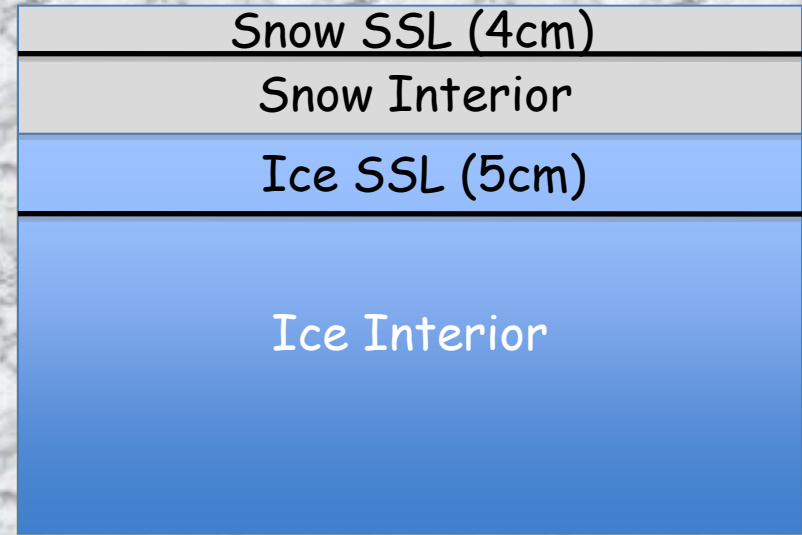 Snow SSL (4cm)
Snow Interior
Ice SSL (5cm)
Ice Interior